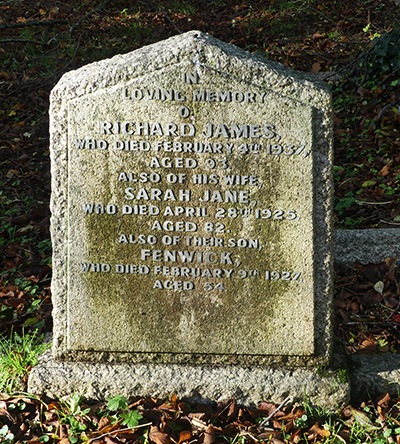 IN
LOVING MEMORY
OF
RICHARD JAMES,
WHO DIED FEBRUARY 4TH 1937,
AGED 93.
ALSO OF HIS WIFE
SARAH JANE,
WHO DIED APRIL 28TH 1925
AGED 82.
ALSO OF THEIR SON,
FENWICK,
WHO DIED FEBRUARY 9TH 1927
AGED 54.